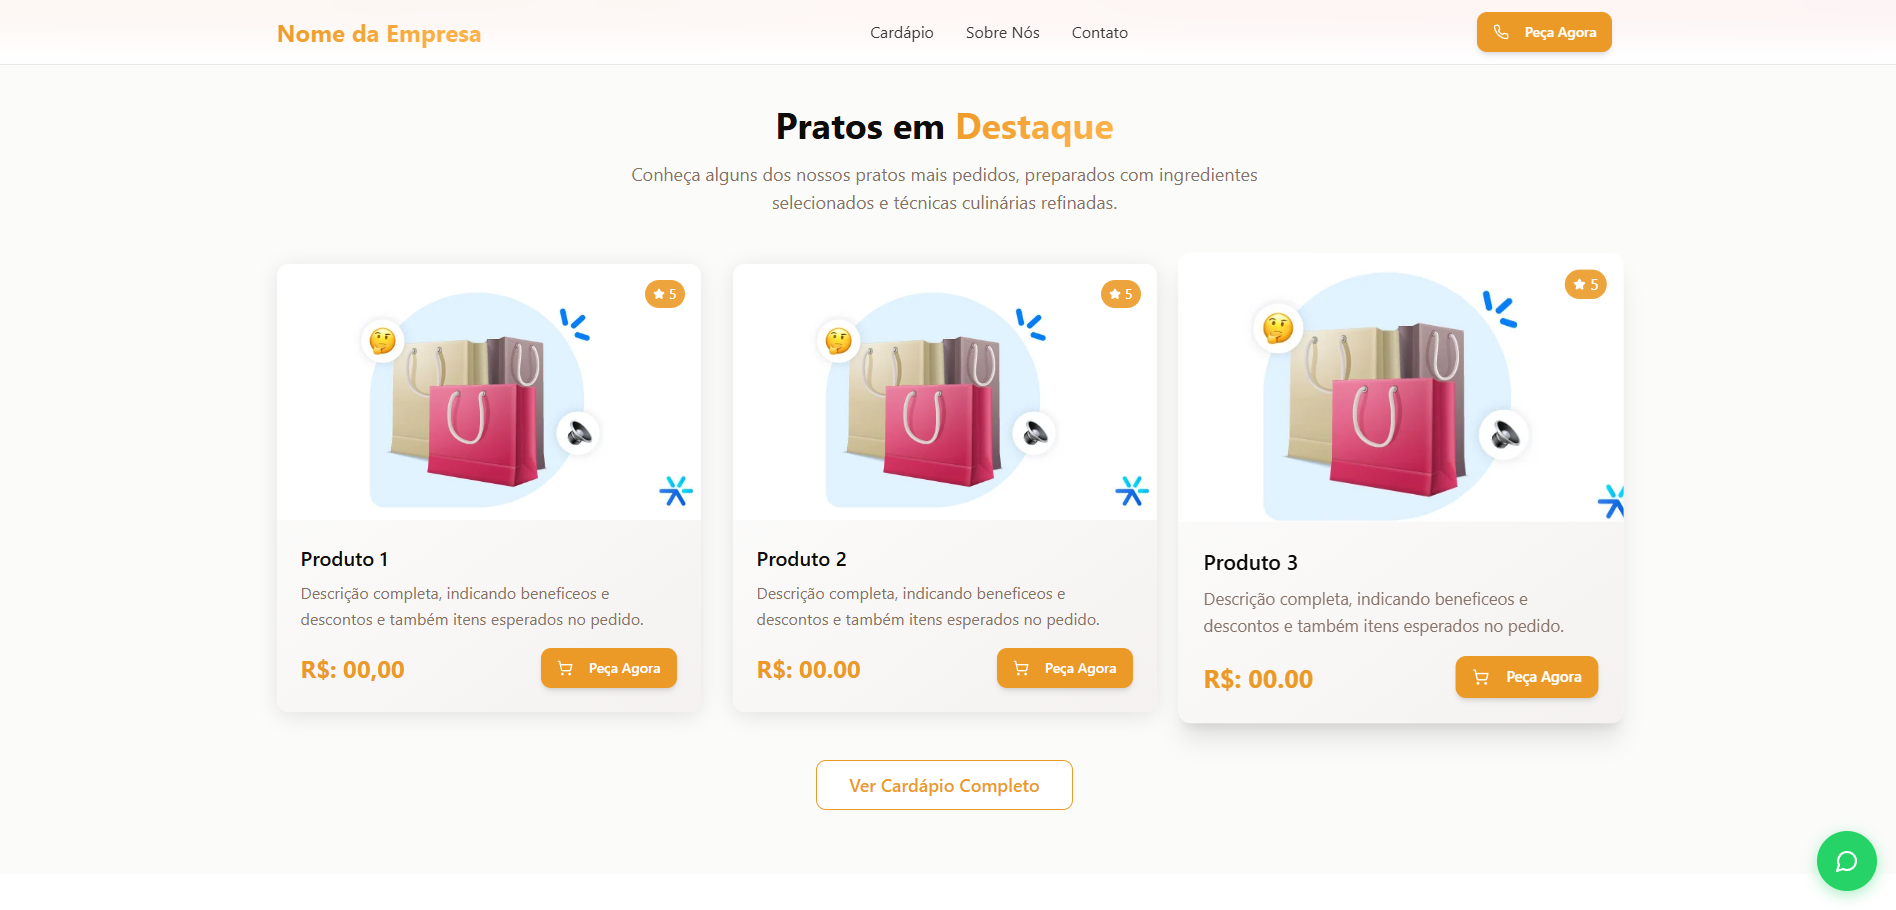 Nome da Empresa
Cardápio
Sobre Nós
Contato
Peça Agora
Pratos em Destaque
Conheça alguns dos nossos pratos mais pedidos, preparados com ingredientes
selecionados e técnicas culinárias refinadas.
5
Produto 1
Descrição completa, indicando beneficeos e
descontos e também itens esperados no pedido.
R$: 00,00
Peça Agora
5
Produto 2
Descrição completa, indicando beneficeos e
descontos e também itens esperados no pedido.
R$: 00.00
Peça Agora
5
Produto 3
Descrição completa, indicando beneficeos e
descontos e também itens esperados no pedido.
R$: 00.00
Peça Agora
Ver Cardápio Completo